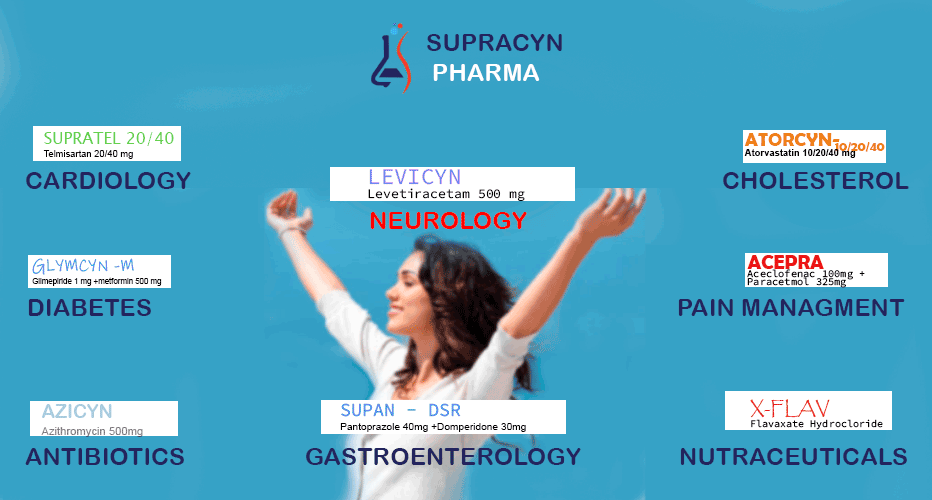 SUPRACYN
PHARMA
SUPRATEL 20/40
Telmisartan 20/40 mg
CARDIOLOGY
LEVICYN
Levetiracetam 500 mg
NEUROLOGY
ATORCYN-10/20/40
Atorvastatin 10/20/40 mg
CHOLESTEROL
GLYMCYN -M
Glimepiride 1 mg +metformin 500 mg
DIABETES
ACEPRA
Aceclofenac 100mg +
Paracetmol 325mg
PAIN MANAGMENT
AZICYN
Azithromycin 500mg
ANTIBIOTICS
SUPAN - DSR
Pantoprazole 40mg +Domperidone 30mg
GASTROENTEROLOGY
X-FLAV
Flavaxate Hydrocloride
NUTRACEUTICALS